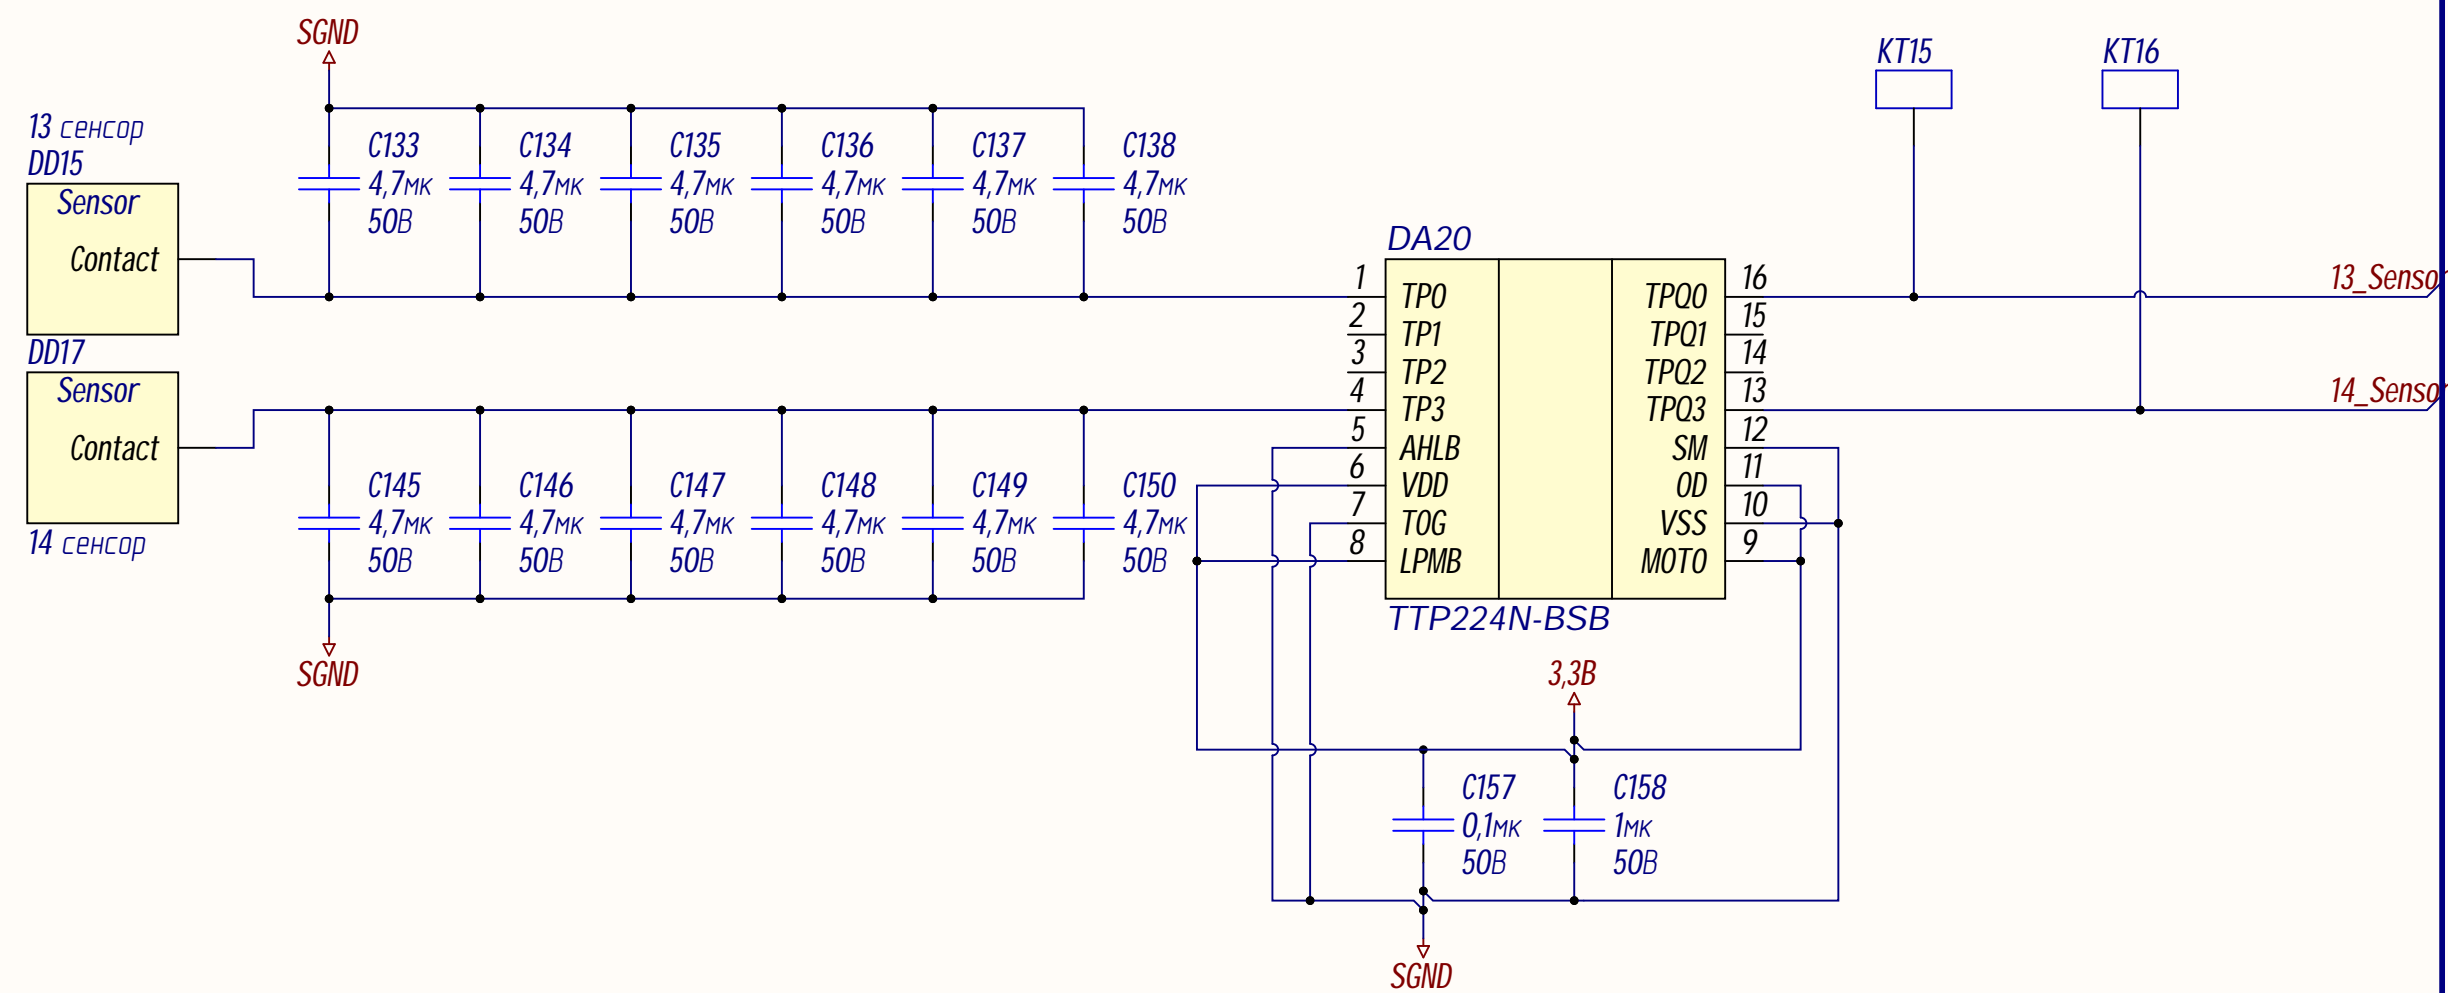 SGND
KT15
KT16
13 сенсор
DD15
Sensor
Contact
C133
4,7мк
50В
C134
4,7мк
50В
C135
4,7мк
50В
C136
4,7мк
50В
C137
4,7мк
50В
C138
4,7мк
50В
DD17
Sensor
Contact
14 сенсор
C145
4,7мк
50В
C146
4,7мк
50В
C147
4,7мк
50В
C148
4,7мк
50В
C149
4,7мк
50В
C150
4,7мк
50В
SGND
DA20
1 TP0
2 TP1
3 TP2
4 TP3
5 AHLB
6 VDD
7 TOG
8 LPMB
TPQ0 16
TPQ1 15
TPQ2 14
TPQ3 13
SM 12
OD 11
VSS 10
MOTO 9
TTP224N-BSB
13_Senso
14_Senso
3,3В
C157
0,1мк
50В
C158
1мк
50В
SGND